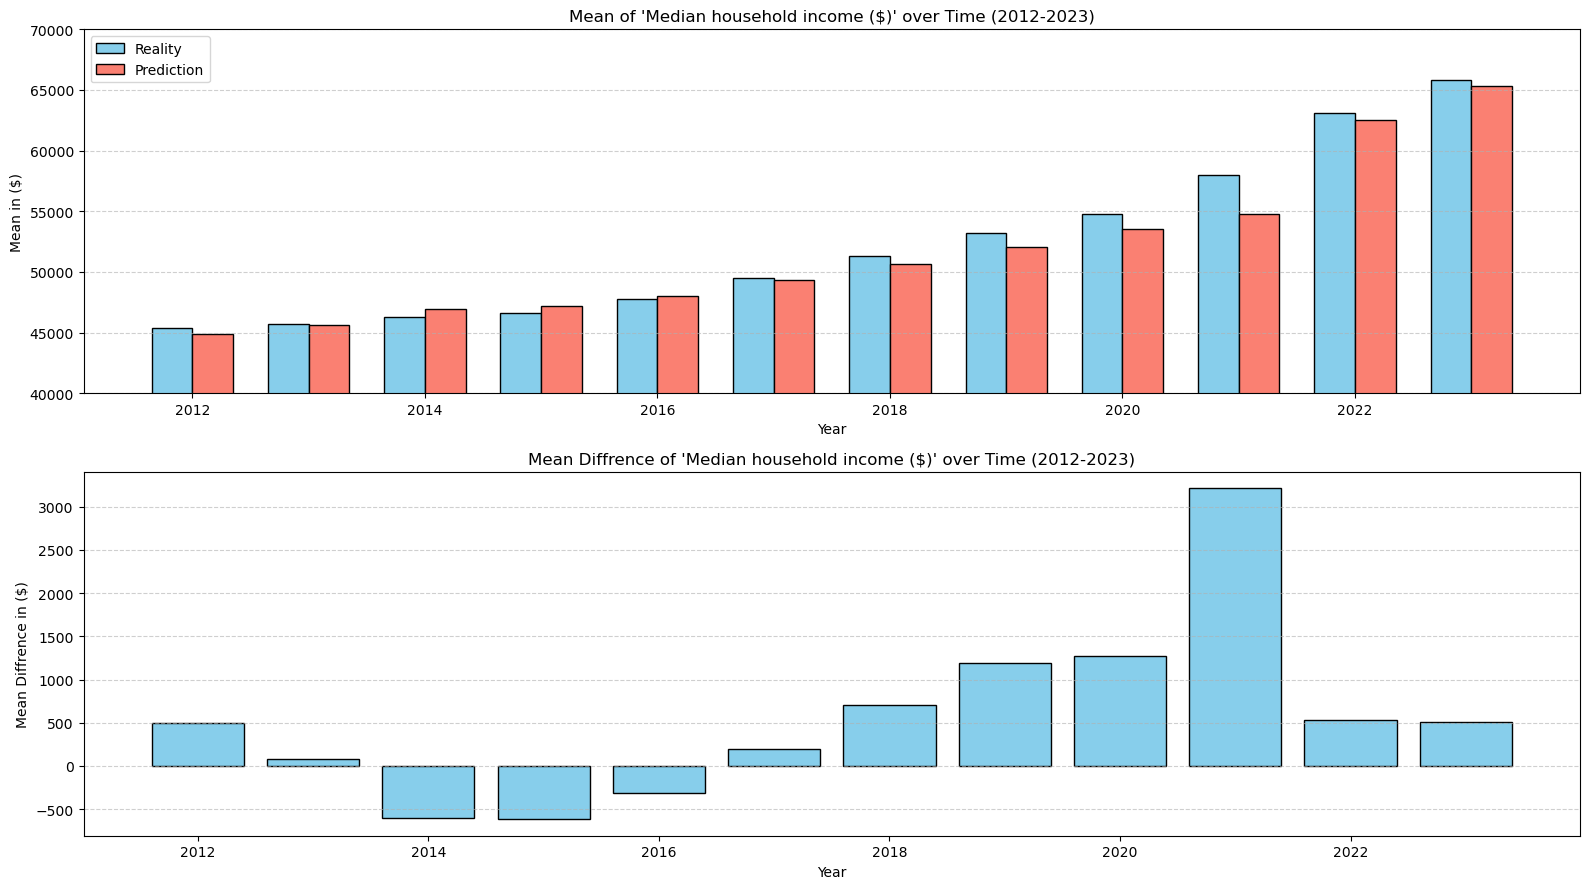 Mean of 'Median household income ($)' over Time (2012-2023)
Reality
Prediction
70000
65000
60000
55000
50000
45000
40000
Mean in ($)
2012 2014 2016 2018 2020 2022
Year
Mean Diffrence of 'Median household income ($)' over Time (2012-2023)
3000
2500
2000
1500
1000
500
0
−500
Mean Diffrence in ($)
2012 2014 2016 2018 2020 2022
Year